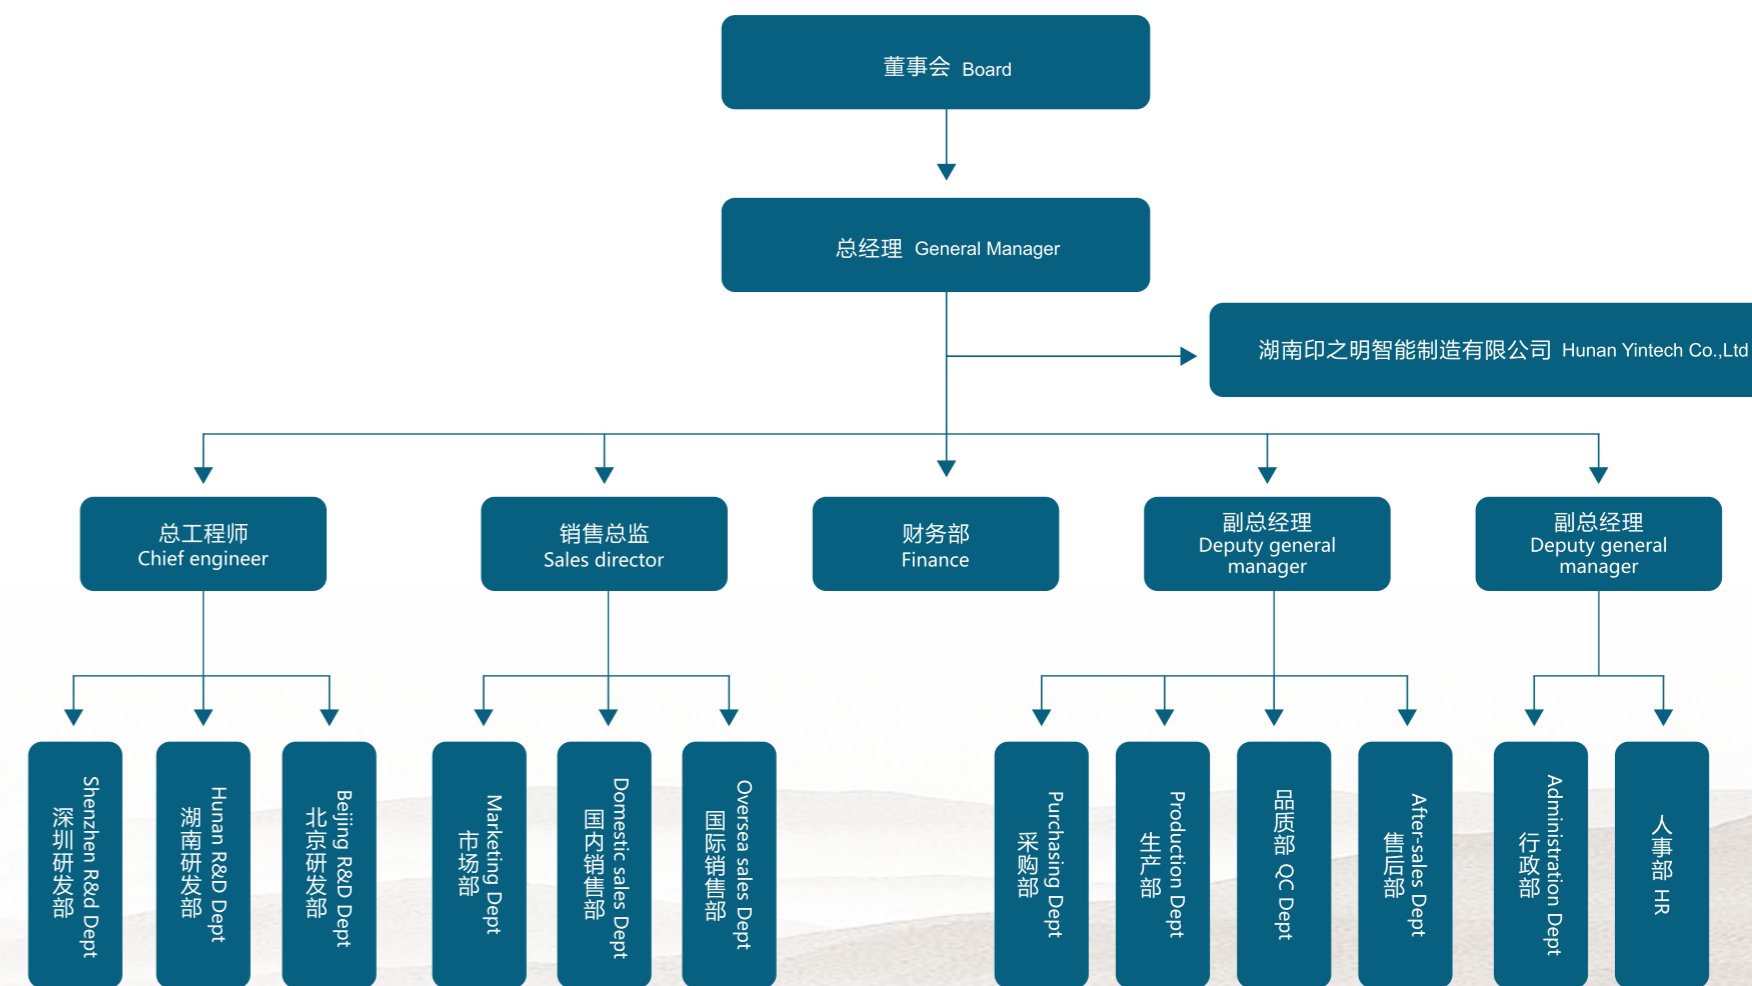 董事会 Board
总经理 General Manager
湖南印之明智能制造有限公司 Hunan Yintech Co.,Ltd
总工程师
Chief engineer
销售总监
Sales director
财务部
Finance
副总经理
Deputy general
manager
副总经理
Deputy general
manager
Shenzhen R&d Dept
深圳研发部
Hunan R&D Dept
湖南研发部
Beijing R&D Dept
北京研发部
Marketing Dept
市场部
Domestic sales Dept
国内销售部
Oversea sales Dept
国际销售部
Purchasing Dept
采购部
Production Dept
生产部
品质部 QC Dept
After-sales Dept
售后部
Administration Dept
行政部
人事部 HR